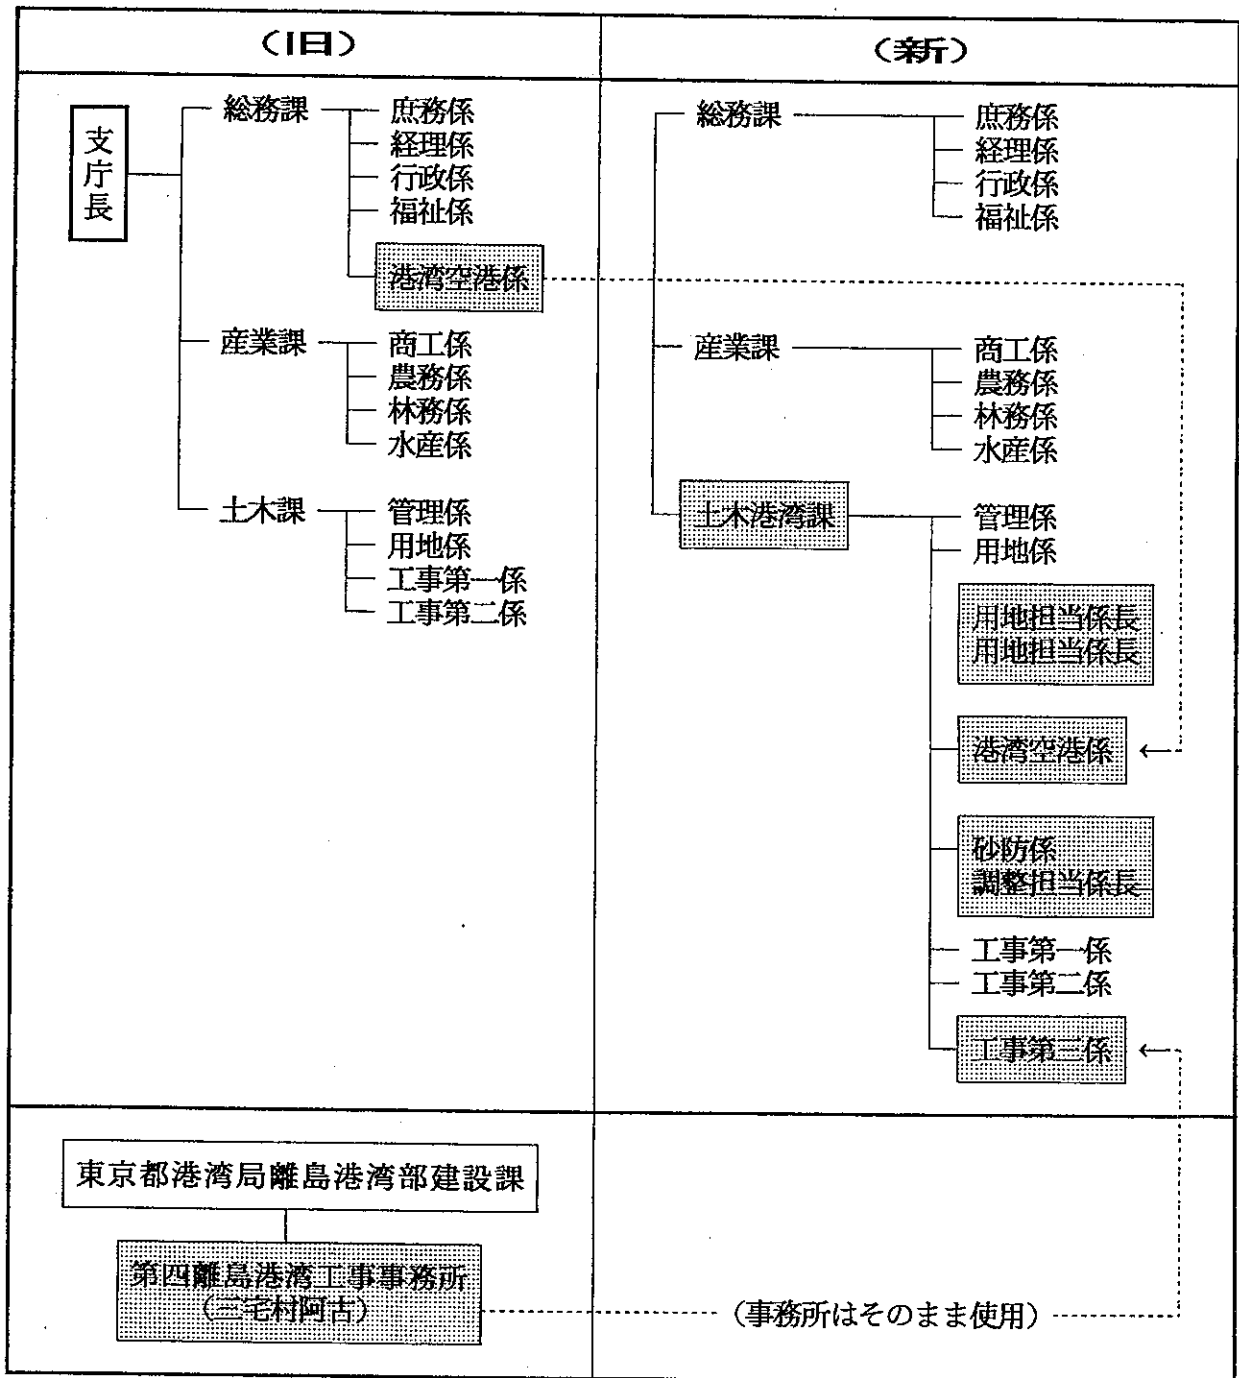 (旧)
(新)
支庁長
総務課
庶務係
経理係
行政係
福祉係
港湾空港係
産業課
商工係
農務係
林務係
水産係
土木課
管理係
用地係
工事第一係
工事第二係
総務課
庶務係
経理係
行政係
福祉係
産業課
商工係
農務係
林務係
水産係
土木港湾課
管理係
用地係
用地担当係長
用地担当係長
港湾空港係
砂防係
調整担当係長
工事第一係
工事第二係
工事第三係
東京都港湾局離島港湾部建設課
第四離島港湾工事事務所
(三宅村阿古)
(事務所はそのまま使用)